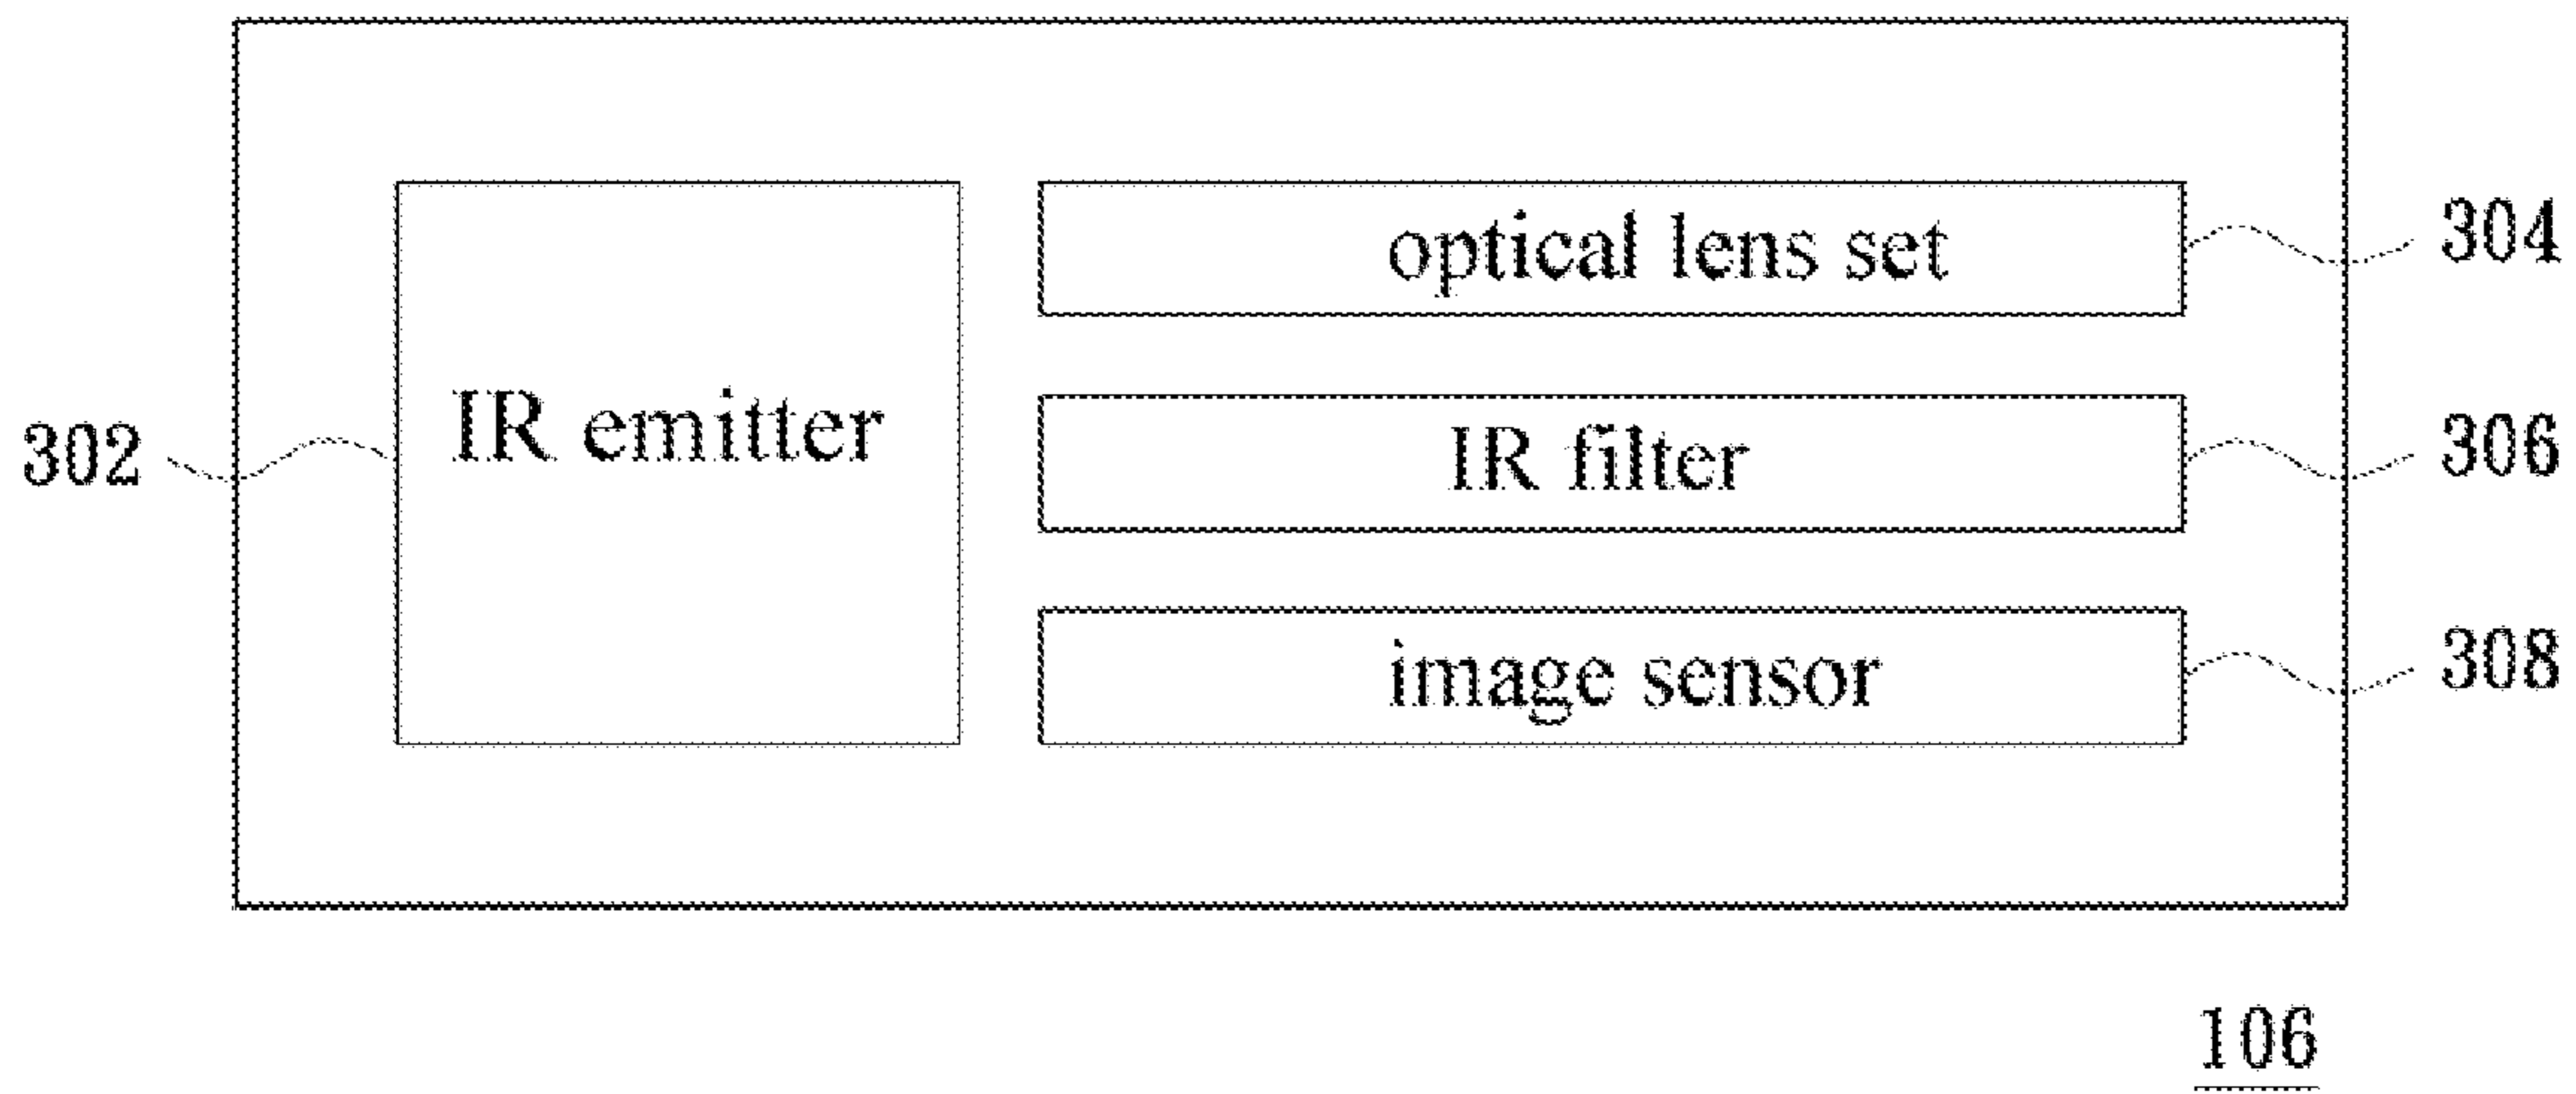 optical lens set
304
IR emitter
302
IR filter
306
image sensor
308
106